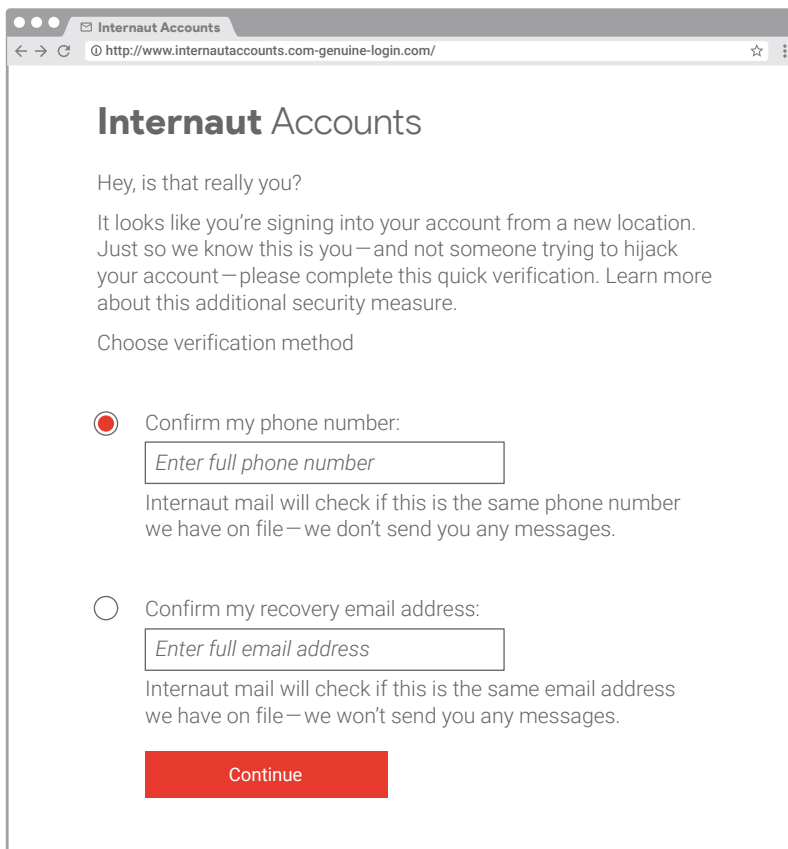 Internaut Accounts
http://www.internautaccounts.com-genuine-login.com/
Internaut Accounts
Hey, is that really you?
It looks like you’re signing into your account from a new location.
Just so we know this is you—and not someone trying to hijack
your account—please complete this quick verification. Learn more
about this additional security measure.
Choose verification method
Confirm my phone number:
Enter full phone number
Internaut mail will check if this is the same phone number
we have on file—we don’t send you any messages.
Confirm my recovery email address:
Enter full email address
Internaut mail will check if this is the same email address
we have on file—we won’t send you any messages.
Continue